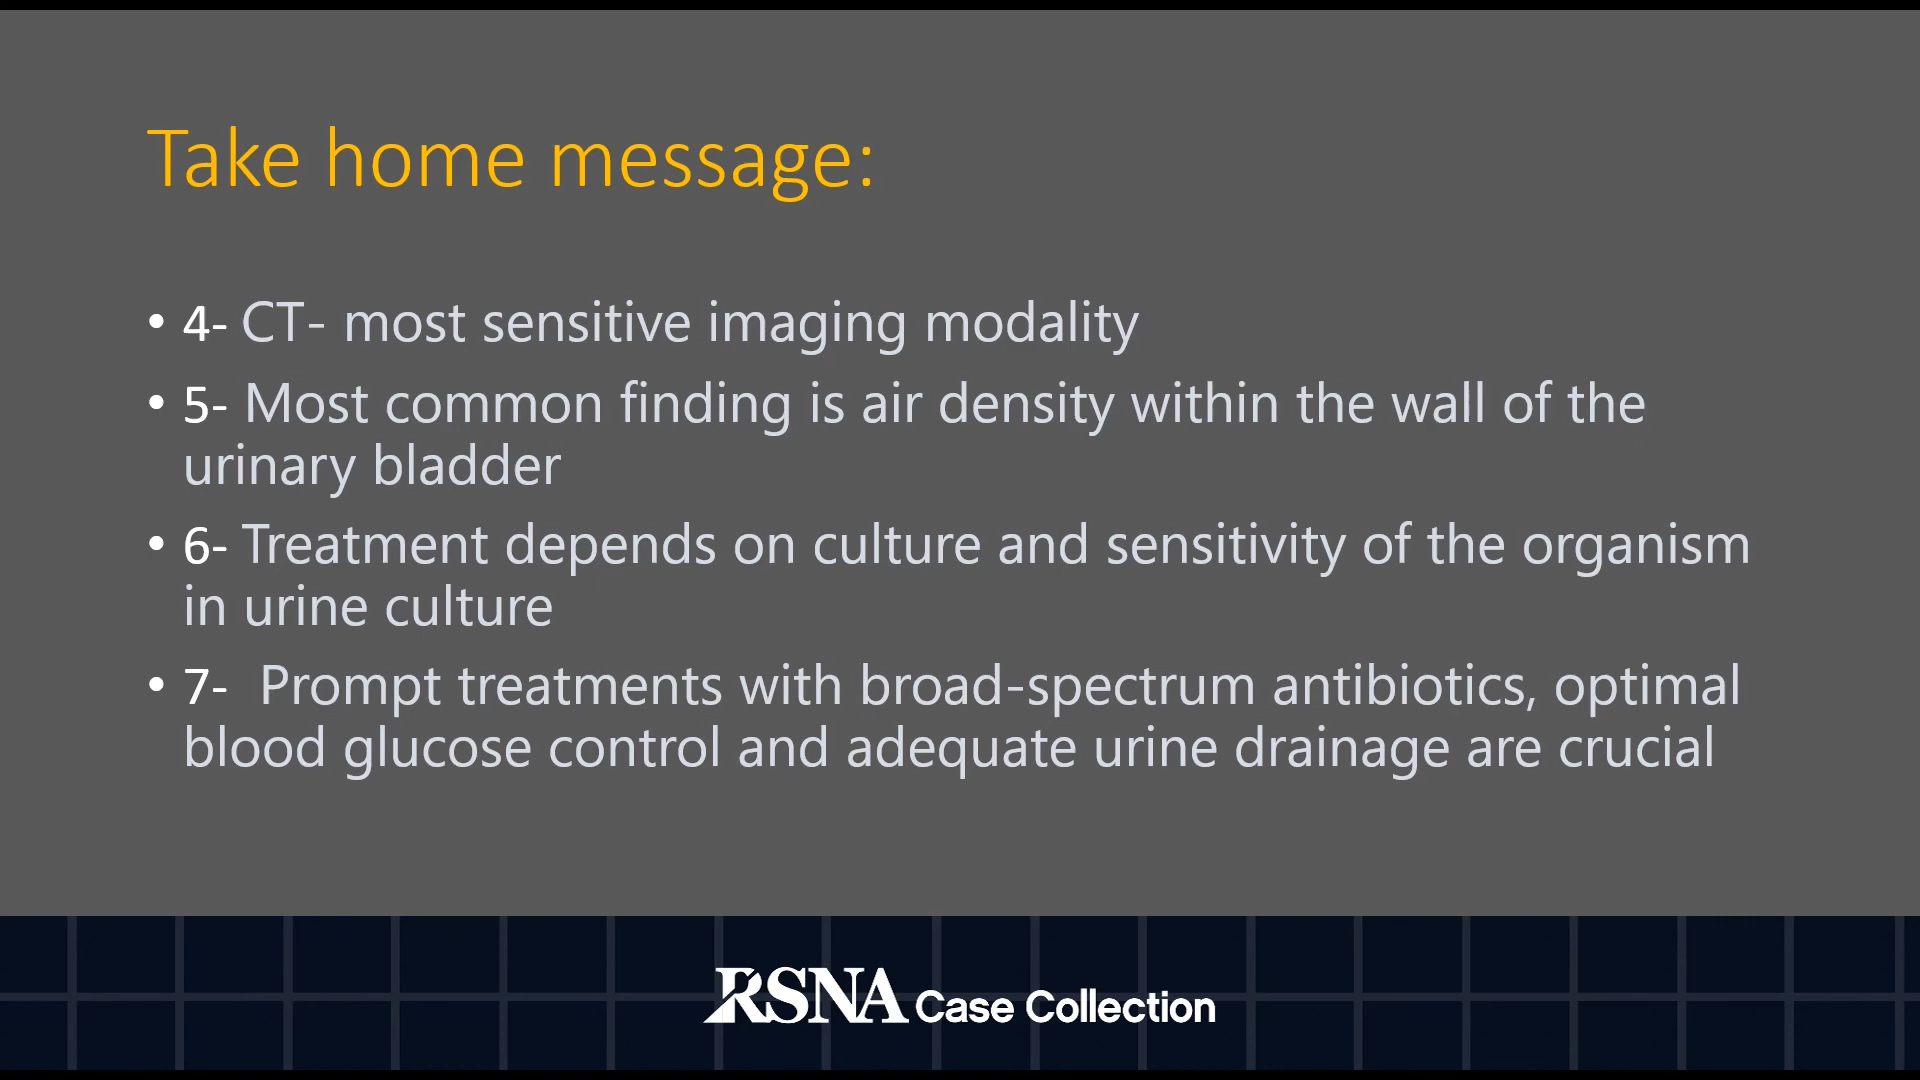 Take home message:
• 4- CT- most sensitive imaging modality
• 5- Most common finding is air density within the wall of the
urinary bladder
• 6- Treatment depends on culture and sensitivity of the organism
in urine culture
• 7- Prompt treatments with broad-spectrum antibiotics, optimal
blood glucose control and adequate urine drainage are crucial
RSNA Case Collection